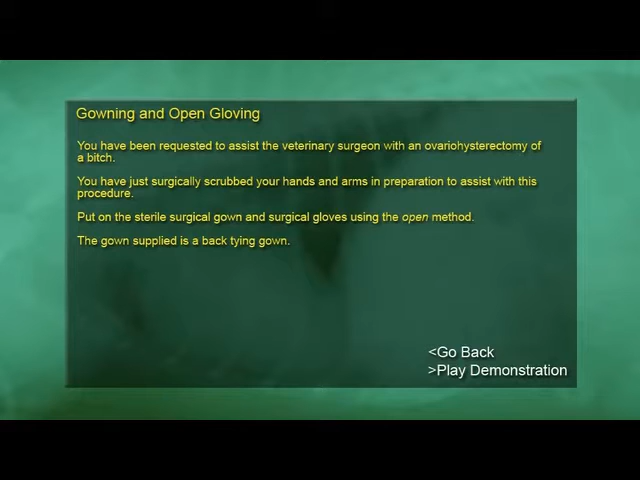 Gowning and Open Gloving
You have been requested to assist the veterinary surgeon with an ovariohysterectomy of
a bitch.
You have just surgically scrubbed your hands and arms in preparation to assist with this
procedure.
Put on the sterile surgical gown and surgical gloves using the open method.
The gown supplied is a back tying gown.
<Go Back
>Play Demonstration